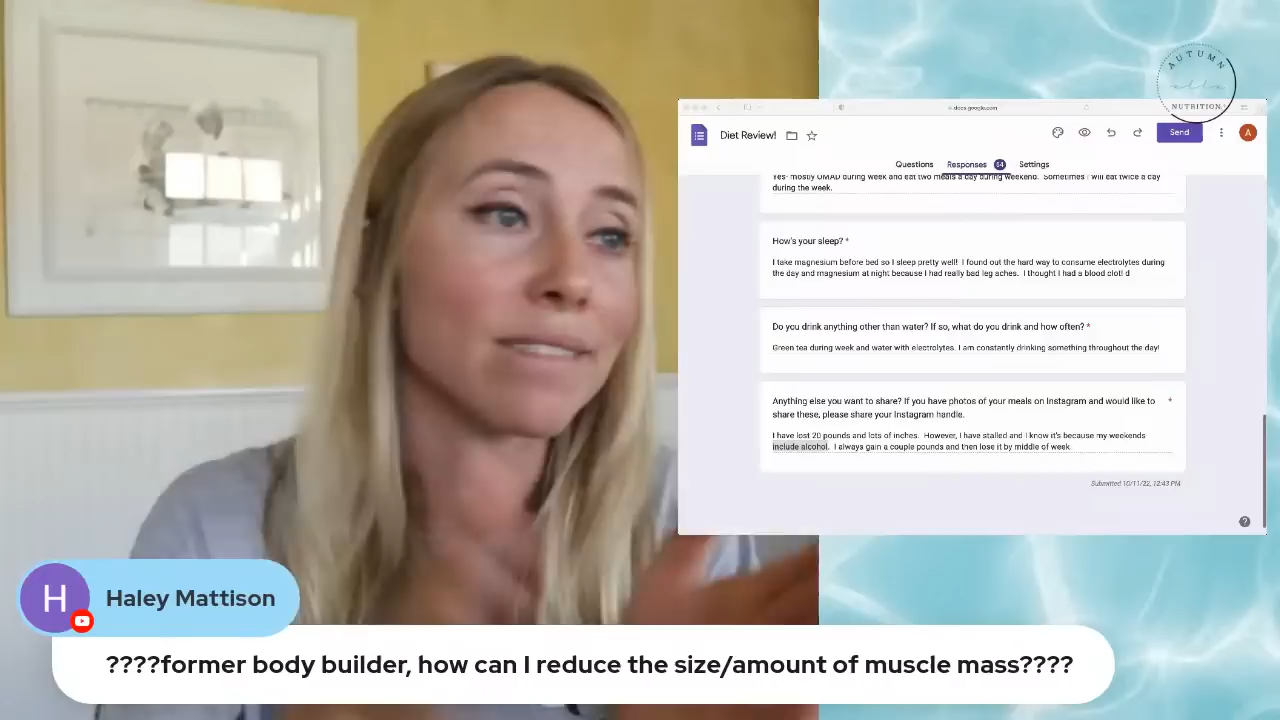 AUTUMN
elle
NUTRITION.
docs.google.com
Diet Review!
Send
A
Questions
Responses 54
Settings
Yes- mostly OMAD during week and eat two meals a day during weekend. Sometimes I will eat twice a day
during the week.
How's your sleep? *
I take magnesium before bed so I sleep pretty well! I found out the hard way to consume electrolytes during
the day and magnesium at night because I had really bad leg aches. I thought I had a blood clot! d
Do you drink anything other than water? If so, what do you drink and how often? *
Green tea during week and water with electrolytes. I am constantly drinking something throughout the day!
Anything else you want to share? If you have photos of your meals on Instagram and would like to *
share these, please share your Instagram handle.
I have lost 20 pounds and lots of inches. However, I have stalled and I know it's because my weekends
include alcohol. I always gain a couple pounds and then lose it by middle of week.
Submitted 10/11/22, 12:43 PM
?
H
Haley Mattison
????former body builder, how can I reduce the size/amount of muscle mass????